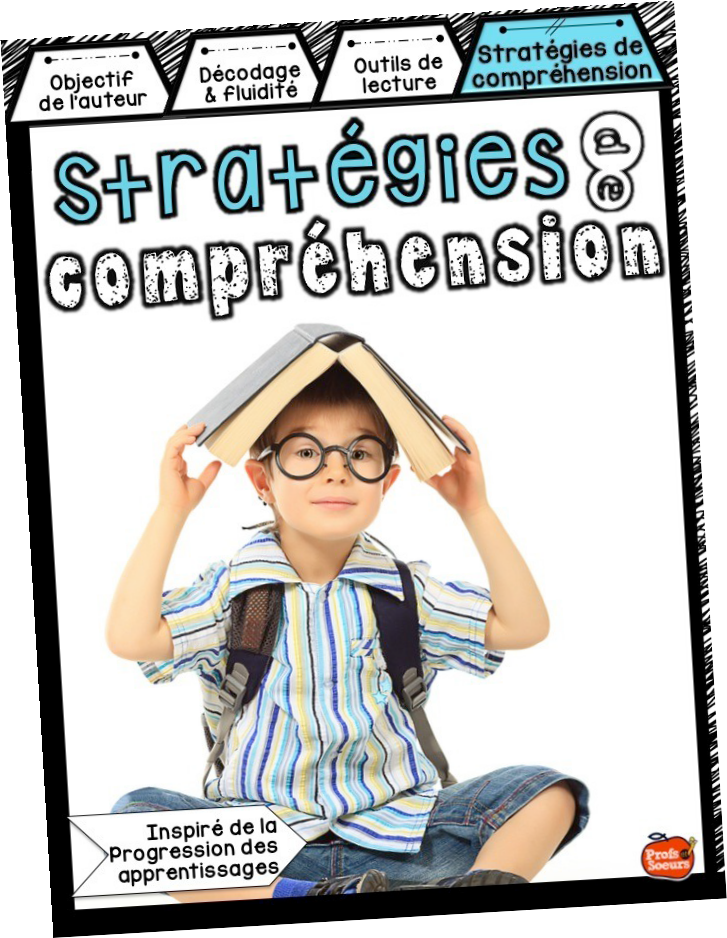 Objectif
de l'auteur
Décodage
& fluidité
Outils de
lecture
Stratégies de
compréhension
Stratégies de
compréhension
Inspiré de la
Progression des
apprentissages
Profs et
Soeurs